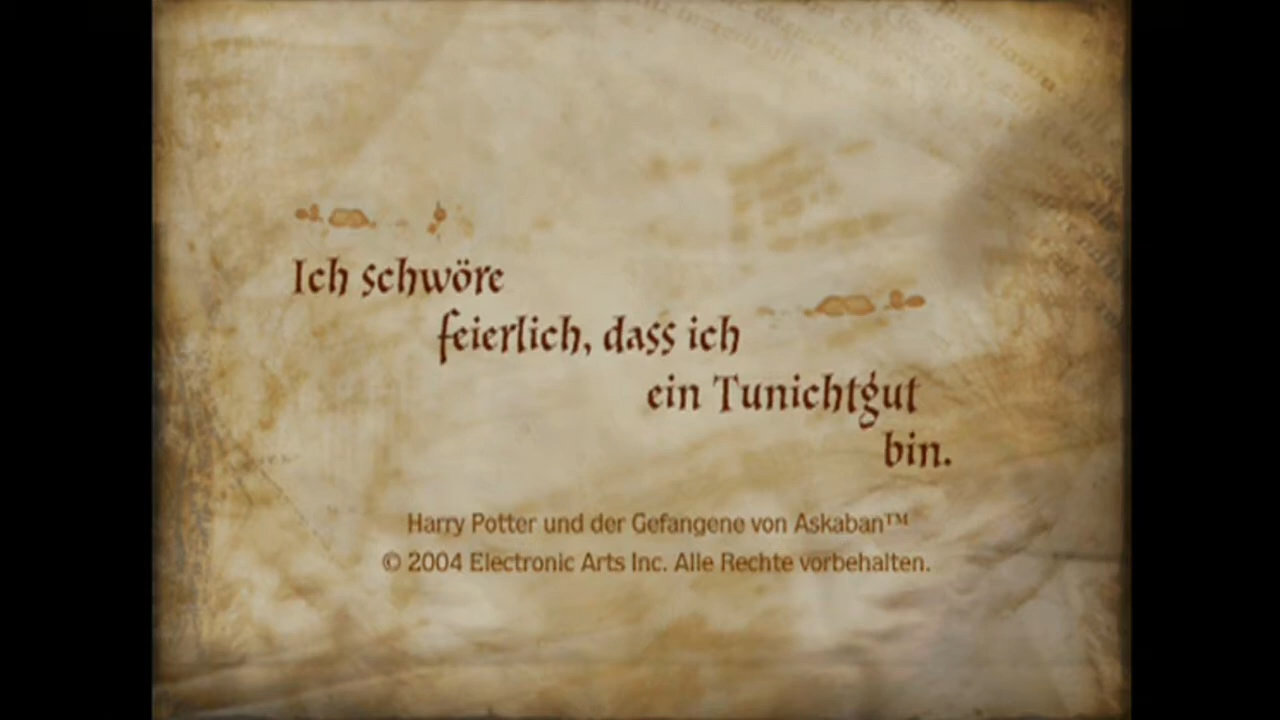 Ich schwöre
feierlich, dass ich
ein Tunichtgut
bin.
Harry Potter und der Gefangene von Askaban™
© 2004 Electronic Arts Inc. Alle Rechte vorbehalten.